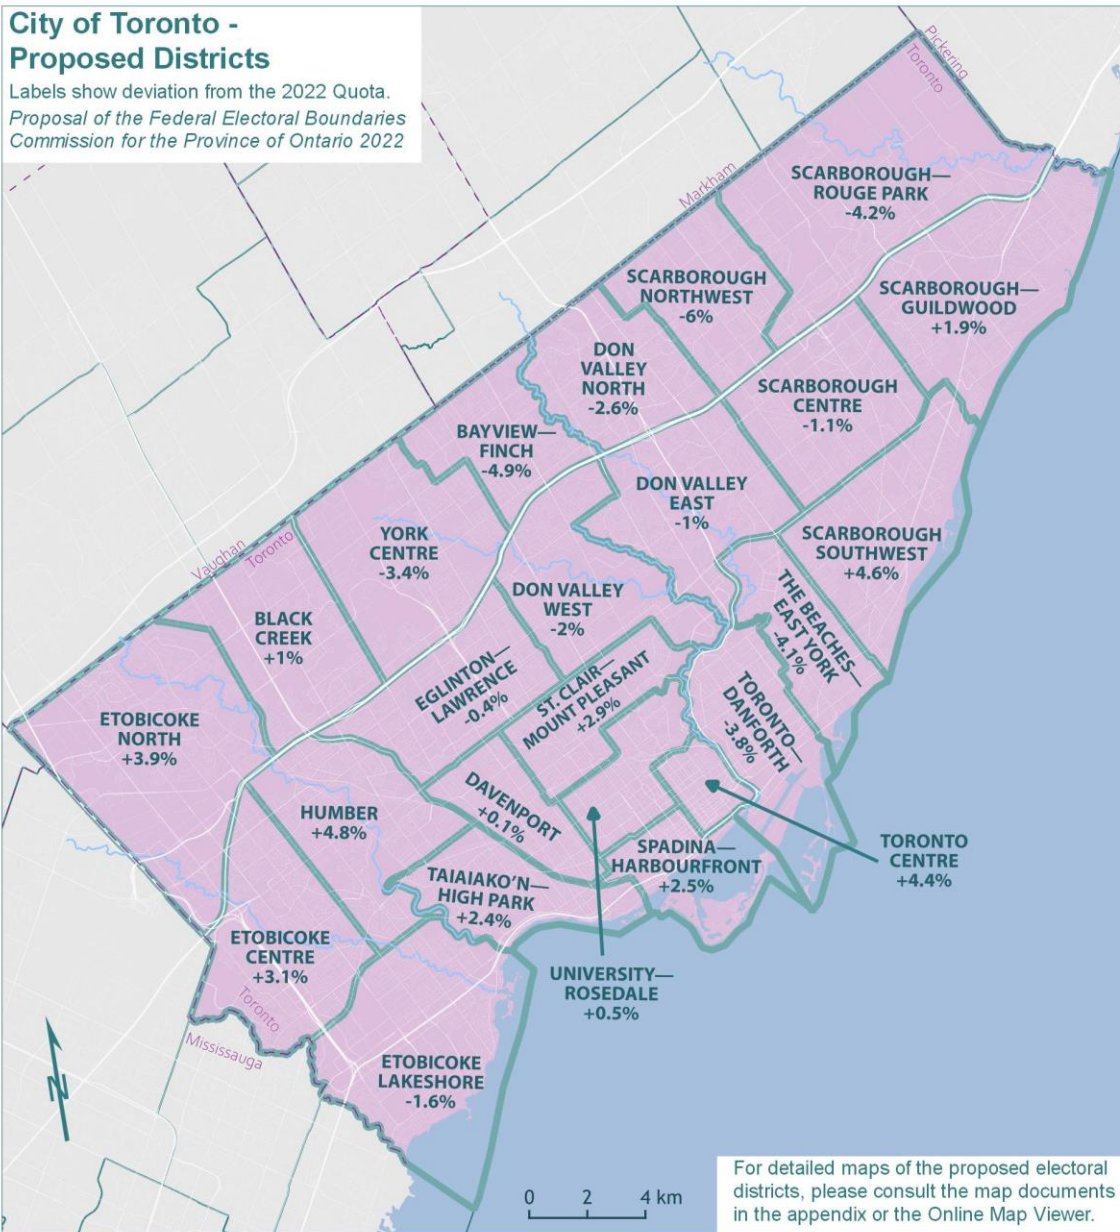 City of Toronto -
Proposed Districts
Labels show deviation from the 2022 Quota.
Proposal of the Federal Electoral Boundaries
Commission for the Province of Ontario 2022
Pickering
Toronto
Markham
SCARBOROUGH—
ROUGE PARK
-4.2%
SCARBOROUGH
NORTHWEST
-6%
SCARBOROUGH—
GUILDWOOD
+1.9%
DON
VALLEY
NORTH
-2.6%
SCARBOROUGH
CENTRE
-1.1%
BAYVIEW—
FINCH
-4.9%
DON VALLEY
EAST
-1%
YORK
CENTRE
-3.4%
SCARBOROUGH
SOUTHWEST
+4.6%
Vaughan
Toronto
DON VALLEY
WEST
-2%
THE BEACHES—
EAST YORK
-4.1%
BLACK
CREEK
+1%
EGLINTON—
LAWRENCE
-0.4%
ST. CLAIR—
MOUNT PLEASANT
+2.9%
TORONTO—
DANFORTH
-3.8%
ETOBICOKE
NORTH
+3.9%
DAVENPORT
+0.1%
HUMBER
+4.8%
SPADINA—
HARBOURFRONT
+2.5%
TORONTO
CENTRE
+4.4%
TAIAIAKO'N—
HIGH PARK
+2.4%
ETOBICOKE
CENTRE
+3.1%
UNIVERSITY—
ROSEDALE
+0.5%
Toronto
Mississauga
ETOBICOKE
LAKESHORE
-1.6%
N
0 2 4 km
For detailed maps of the proposed electoral
districts, please consult the map documents
in the appendix or the Online Map Viewer.